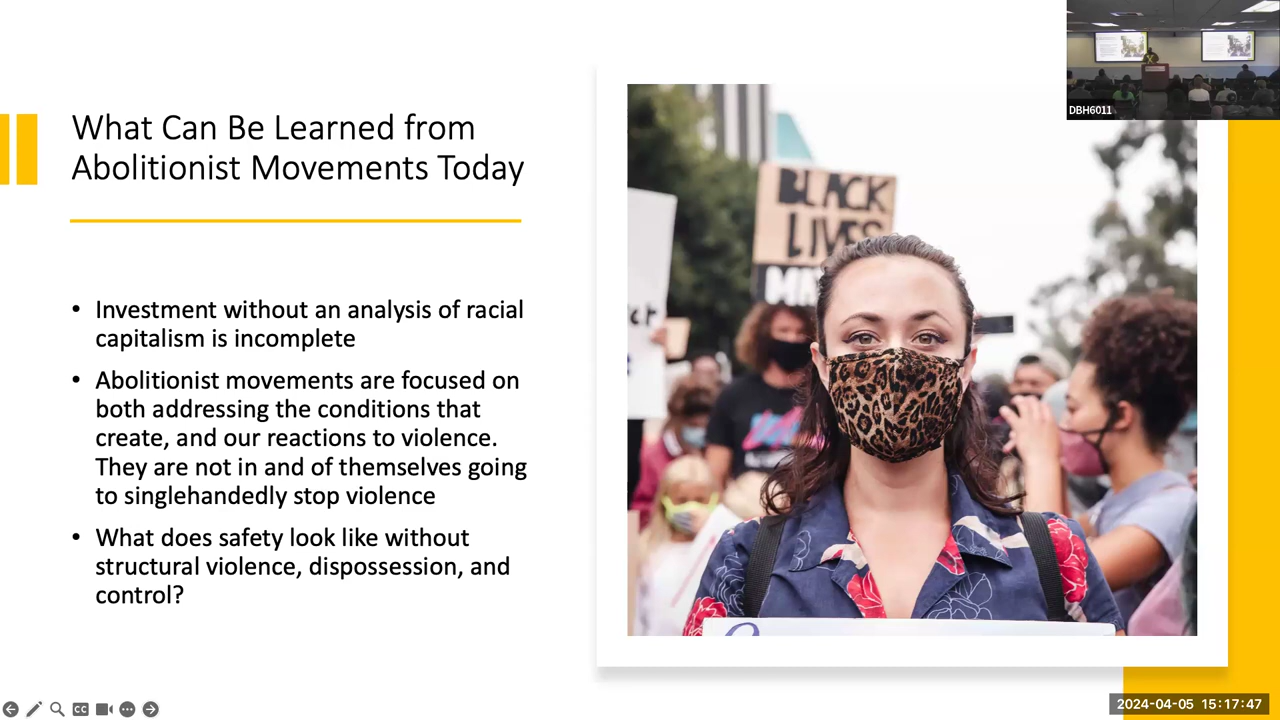 What Can Be Learned from
Abolitionist Movements Today
• Investment without an analysis of racial
capitalism is incomplete
• Abolitionist movements are focused on
both addressing the conditions that
create, and our reactions to violence.
They are not in and of themselves going
to singlehandedly stop violence
• What does safety look like without
structural violence, dispossession, and
control?
BLACK
LIVES
DBH6011
CC
2024-04-05 15:17:47